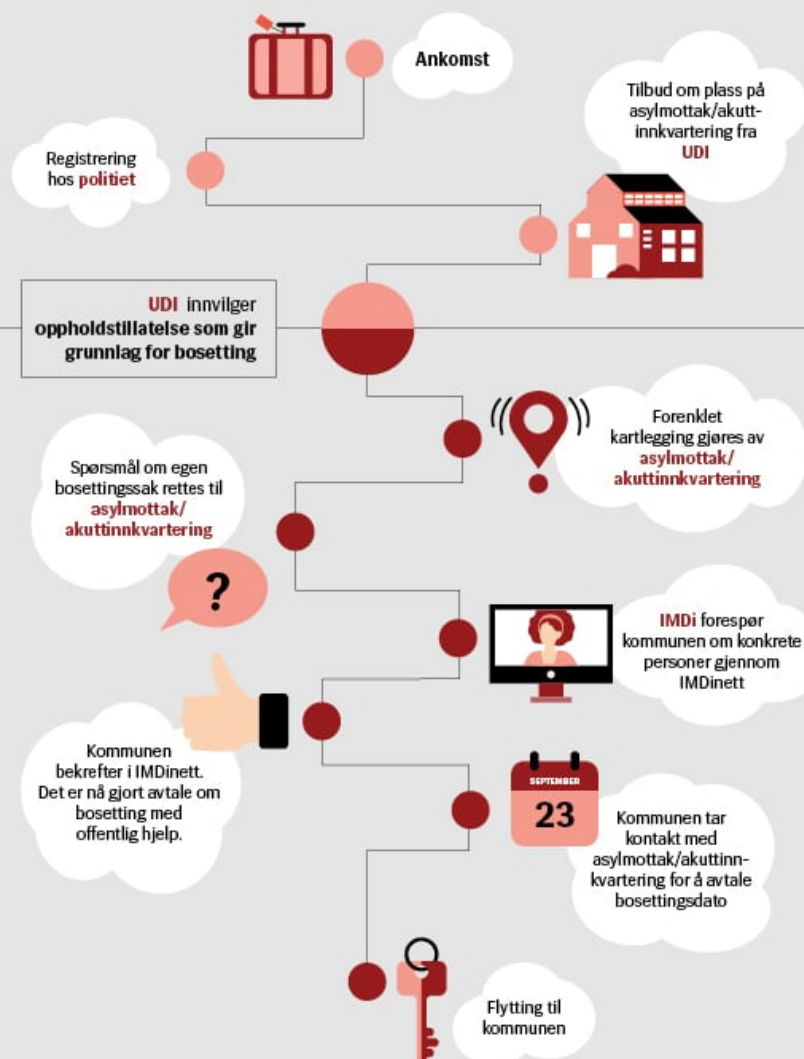 Ankomst
Tilbud om plass på
asylmottak/akutt-
innkvartering fra
UDI
Registrering
hos politiet
UDI innvilger
oppholdstillatelse som gir
grunnlag for bosetting
Forenklet
kartlegging gjøres av
asylmottak/
akuttinnkvartering
Spørsmål om egen
bosettingssak rettes til
asylmottak/
akuttinnkvartering
?
IMDi forespør
kommunen om konkrete
personer gjennom
IMDinett
Kommunen
bekrefter i IMDinett.
Det er nå gjort avtale om
bosetting med
offentlig hjelp.
SEPTEMBER
23
Kommunen tar
kontakt med
asylmottak/akuttinn-
kvartering for å avtale
bosettingsdato
Flytting til
kommunen